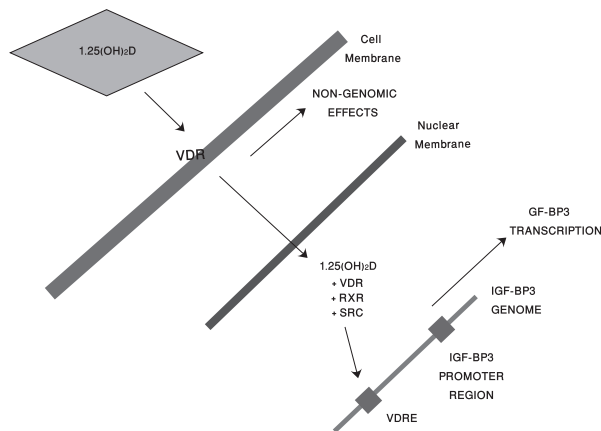 1.25(OH)₂D
Cell
Membrane
VDR
NON-GENOMIC
EFFECTS
Nuclear
Membrane
GF-BP3
TRANSCRIPTION
1.25(OH)₂D
+ VDR
+ RXR
+ SRC
IGF-BP3
GENOME
IGF-BP3
PROMOTER
REGION
VDRE